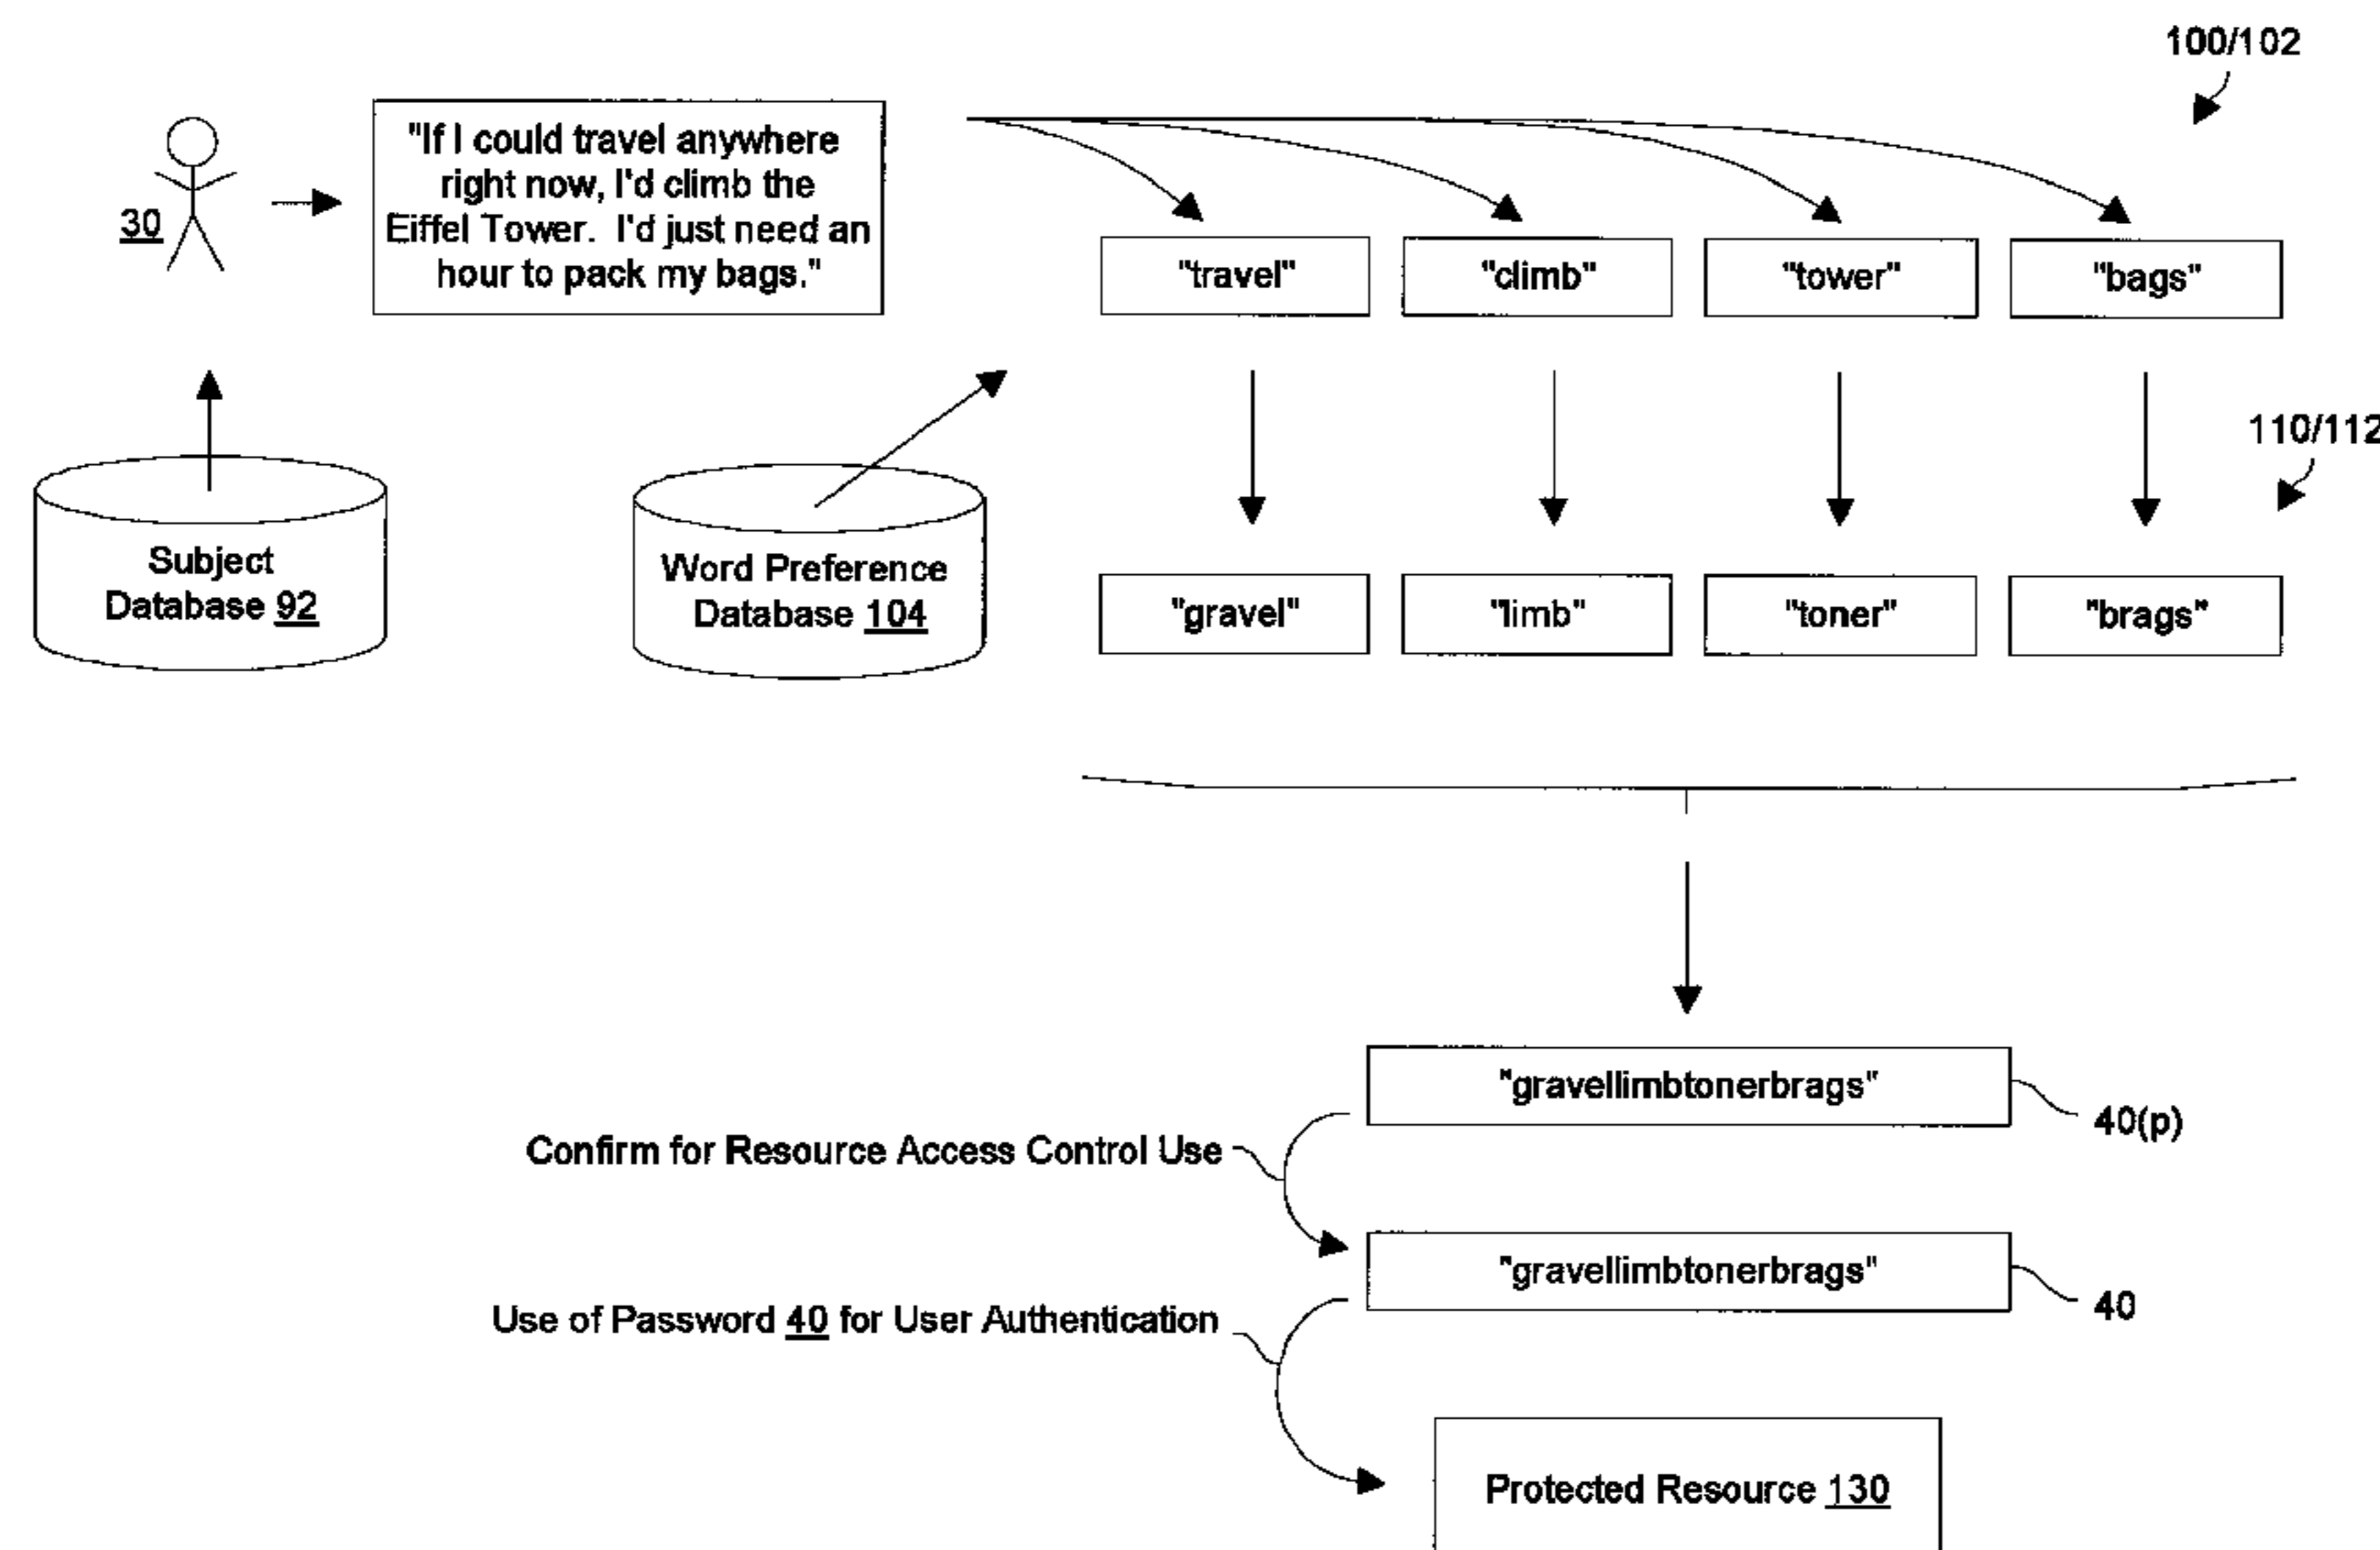 100/102
"If I could travel anywhere
right now, I'd climb the
Eiffel Tower.  I'd just need an
hour to pack my bags."
30
"travel"
"climb"
"tower"
"bags"
110/112
Subject
Database 92
Word Preference
Database 104
"gravel"
"limb"
"toner"
"brags"
"gravellimbtonerbrags"
40(p)
Confirm for Resource Access Control Use
"gravellimbtonerbrags"
40
Use of Password 40 for User Authentication
Protected Resource 130